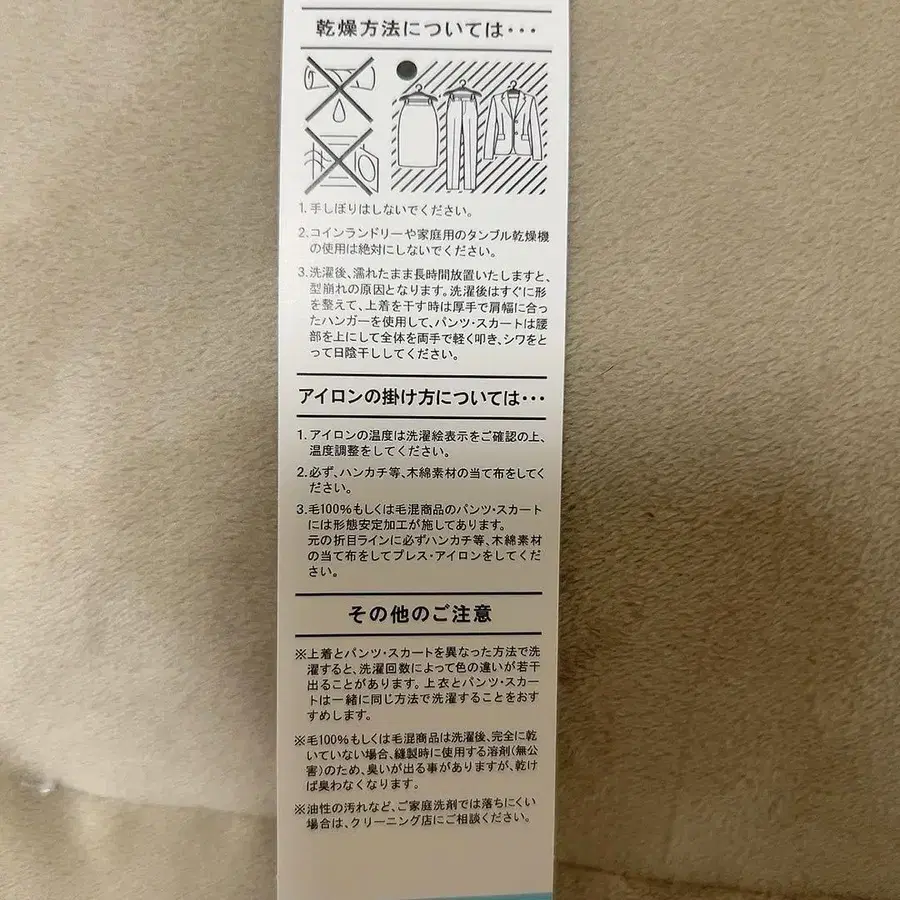 乾燥方法については・・・
1. 手しぼりはしないでください。
2. コインランドリーや家庭用のタンブル乾燥機
の使用は絶対にしないでください。
3. 洗濯後、濡れたまま長時間放置いたしますと、
型崩れの原因となります。洗濯後はすぐに形
を整えて、上着を干す時は厚手で肩幅に合っ
たハンガーを使用して、パンツ・スカートは腰
部を上にして全体を両手で軽く叩き、シワをと
って日陰干ししてください。
アイロンの掛け方については・・・
1. アイロンの温度は洗濯絵表示をご確認の上、
温度調整をしてください。
2. 必ず、ハンカチ等、木綿素材の当て布をしてく
ださい。
3. 毛100%もしくは毛混商品のパンツ・スカート
には形態安定加工が施してあります。
元の折目ラインに必ずハンカチ等、木綿素材
の当て布をしてプレス・アイロンをしてくだ
さい。
その他のご注意
※上着とパンツ・スカートを異なった方法で洗
濯すると、洗濯回数によって色の違いが若干
出ることがあります。上衣とパンツ・スカー
トは一緒に同じ方法で洗濯することをおす
すめします。
※毛100%もしくは毛混商品は洗濯後、完全に乾
いていない場合、縫製時に使用する溶剤(無公
害)のため、臭いが出る事がありますが、乾け
ば臭わなくなります。
※油性の汚れなど、ご家庭洗剤では落ちにくい
場合は、クリーニング店にご相談ください。